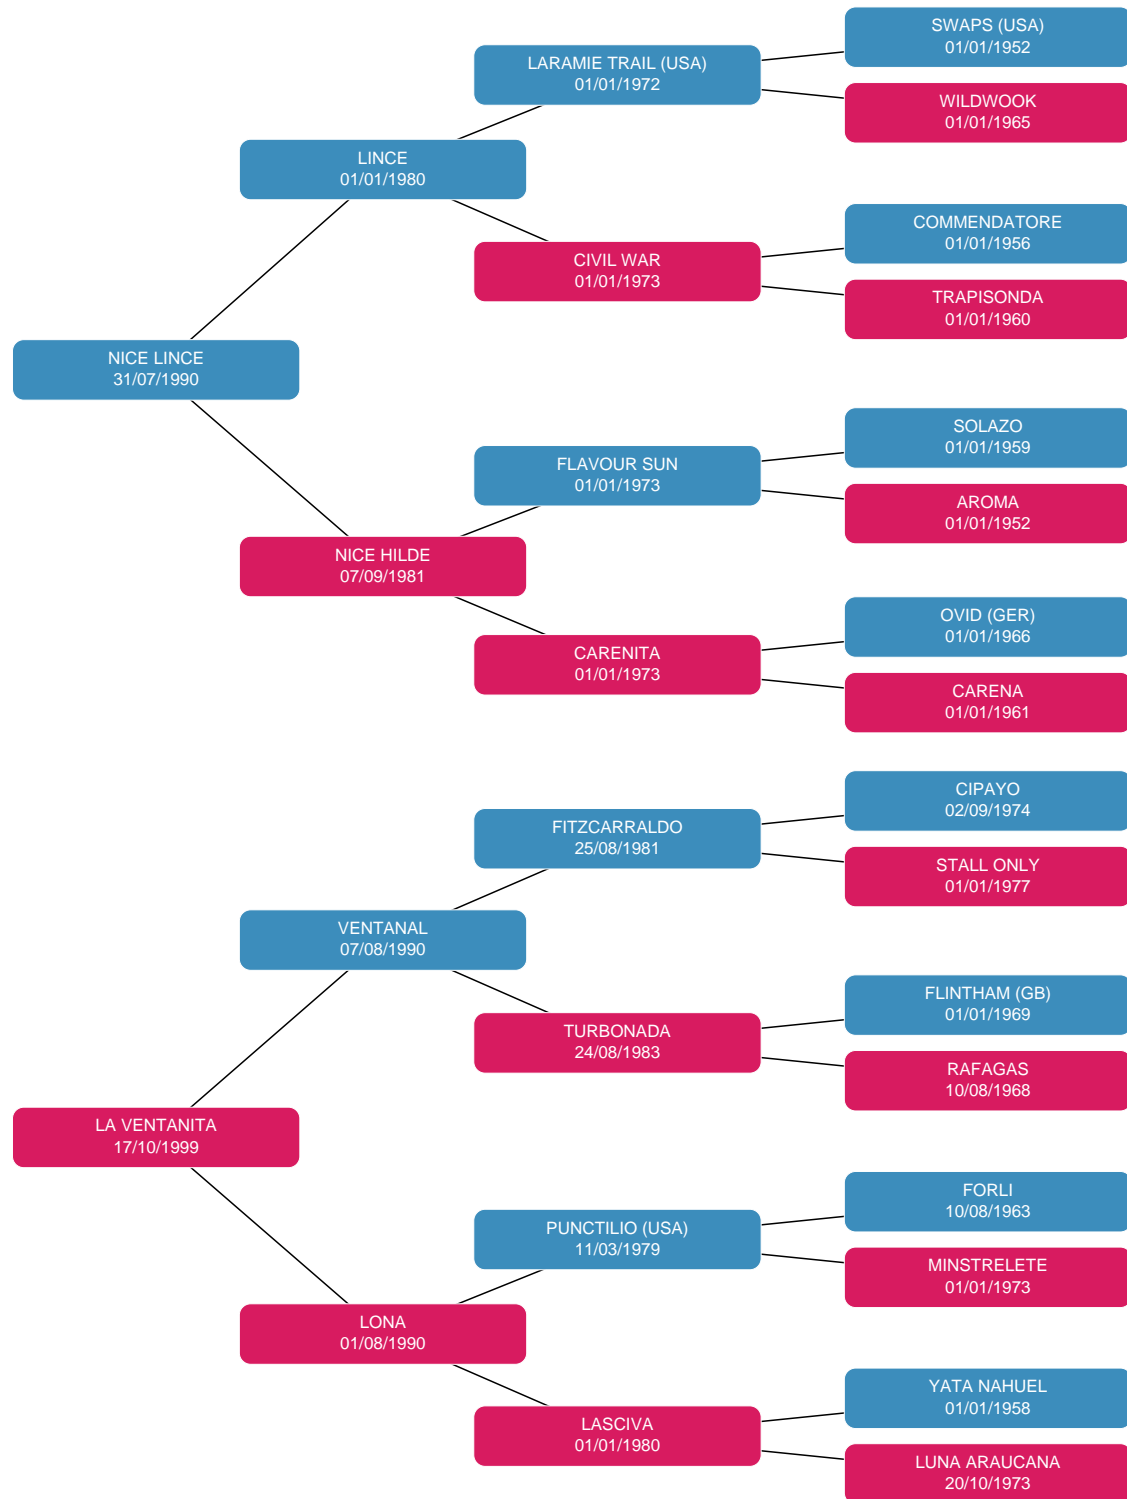 SWAPS (USA)
01/01/1952
LARAMIE TRAIL (USA)
01/01/1972
WILDWOOK
01/01/1965
LINCE
01/01/1980
COMMENDATORE
01/01/1956
CIVIL WAR
01/01/1973
TRAPISONDA
01/01/1960
NICE LINCE
31/07/1990
SOLAZO
01/01/1959
FLAVOUR SUN
01/01/1973
AROMA
01/01/1952
NICE HILDE
07/09/1981
OVID (GER)
01/01/1966
CARENITA
01/01/1973
CARENA
01/01/1961
CIPAYO
02/09/1974
FITZCARRALDO
25/08/1981
STALL ONLY
01/01/1977
VENTANAL
07/08/1990
FLINTHAM (GB)
01/01/1969
TURBONADA
24/08/1983
RAFAGAS
10/08/1968
LA VENTANITA
17/10/1999
FORLI
10/08/1963
PUNCTILIO (USA)
11/03/1979
MINSTRELETE
01/01/1973
LONA
01/08/1990
YATA NAHUEL
01/01/1958
LASCIVA
01/01/1980
LUNA ARAUCANA
20/10/1973